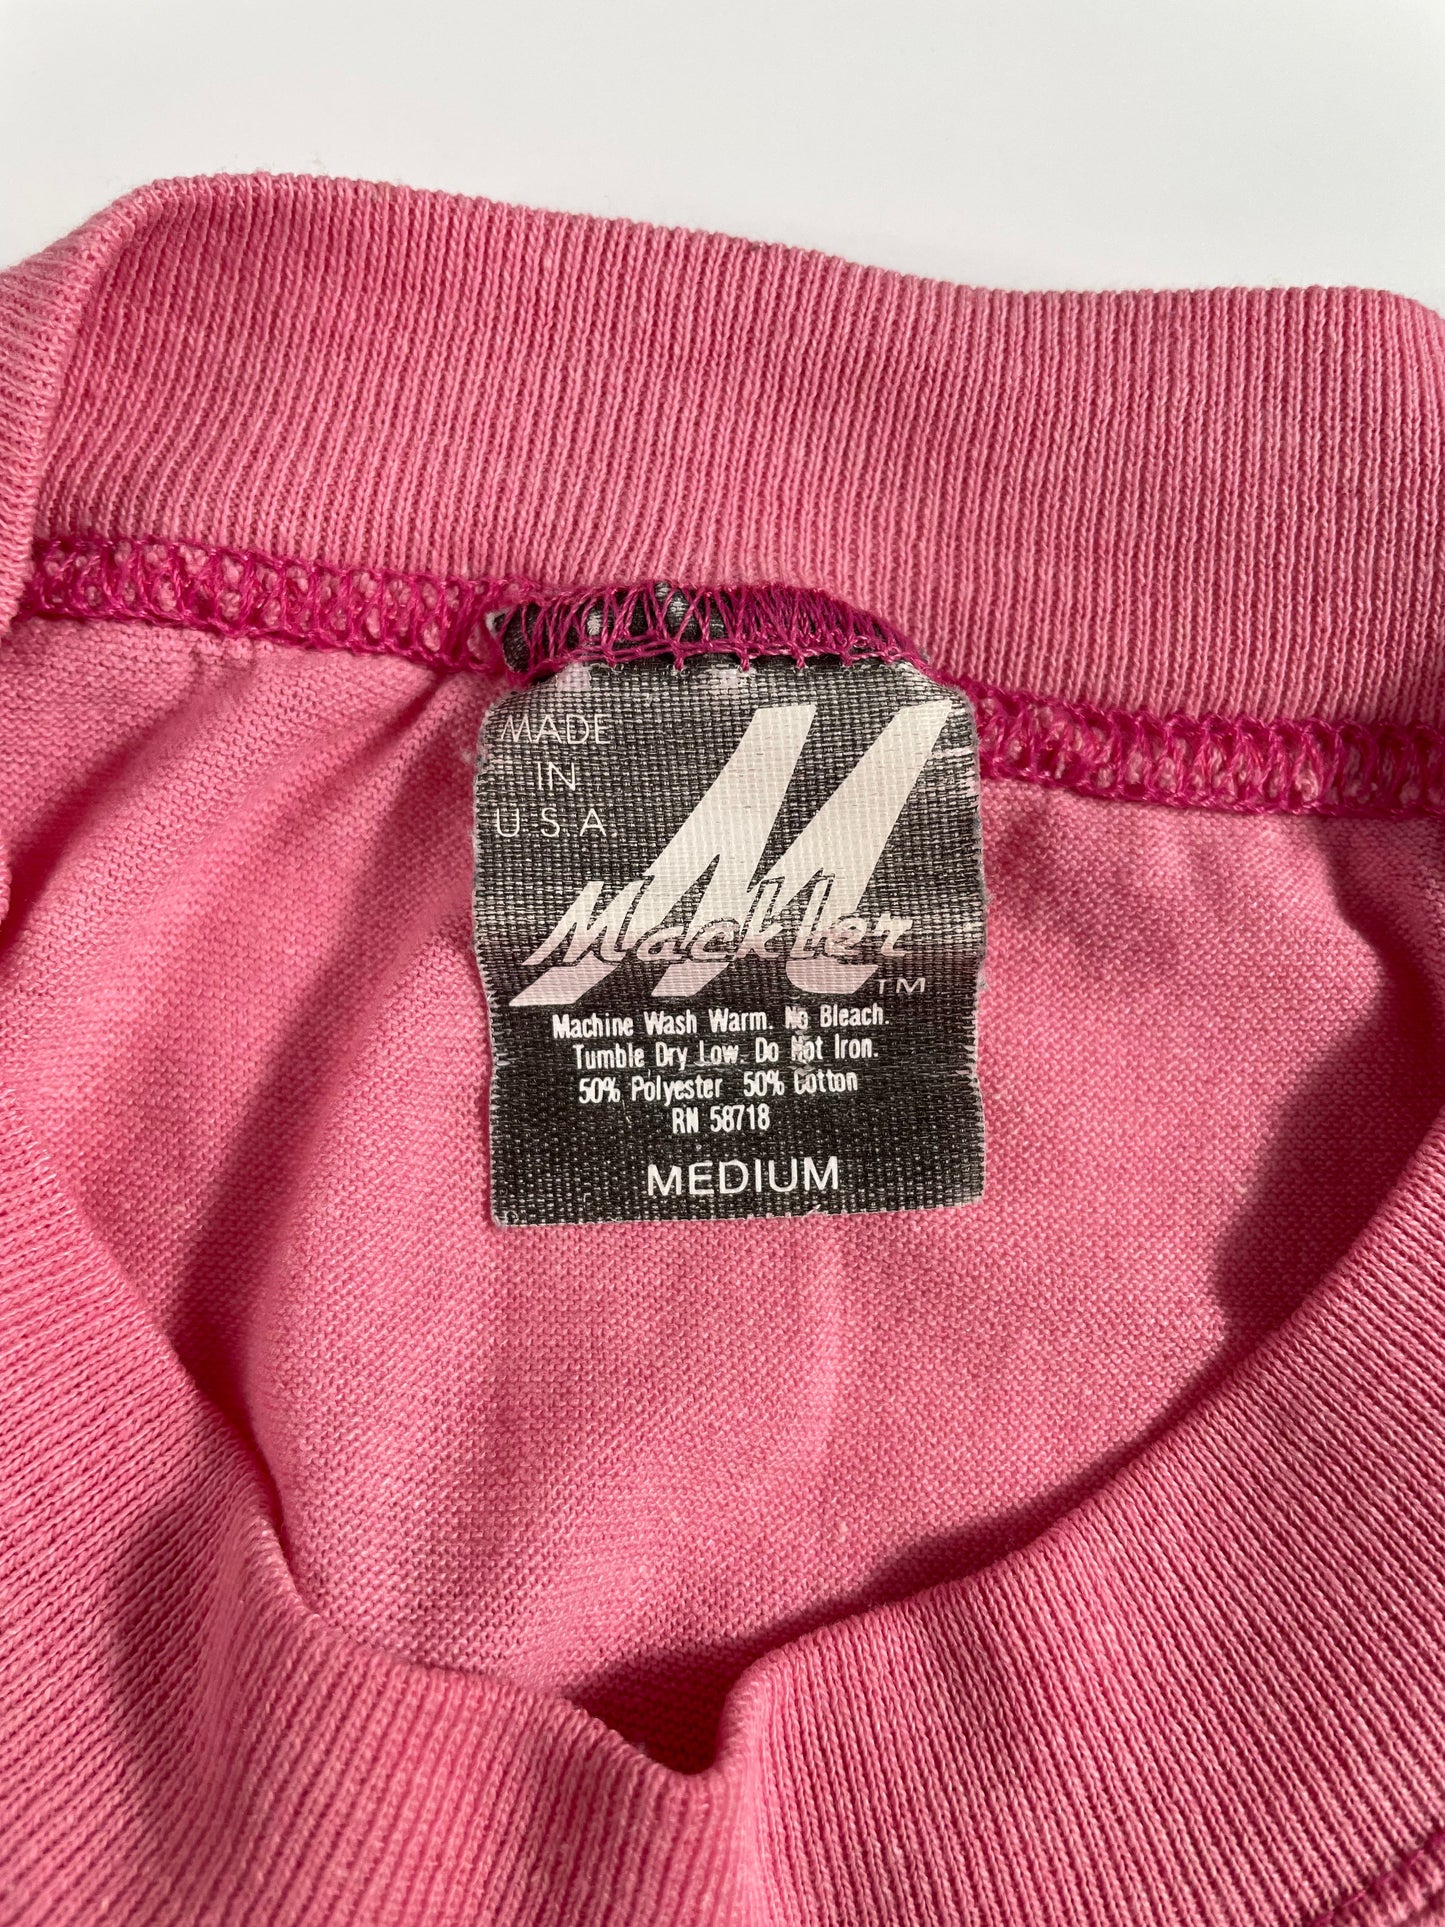 MADE
IN
U.S.A.
M
Mackler
TM
Machine Wash Warm. No Bleach.
Tumble Dry Low. Do Not Iron.
50% Polyester 50% Cotton
RN 58718
MEDIUM